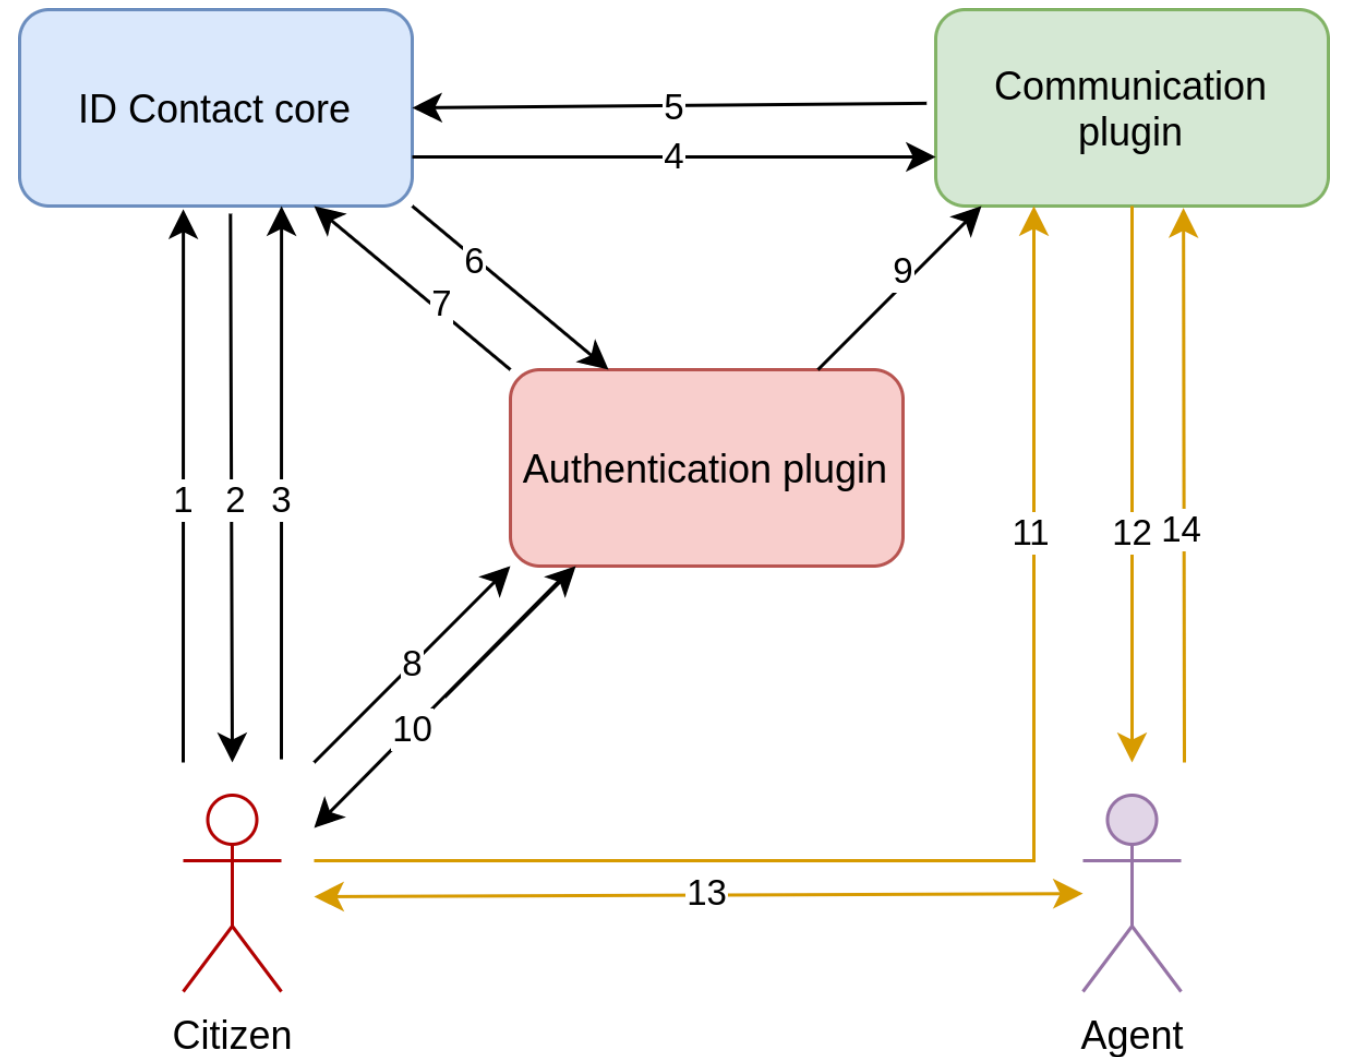 ID Contact core
Communication
plugin
5
4
6
7
9
Authentication plugin
1
2
3
11
12
14
8
10
13
Citizen
Agent